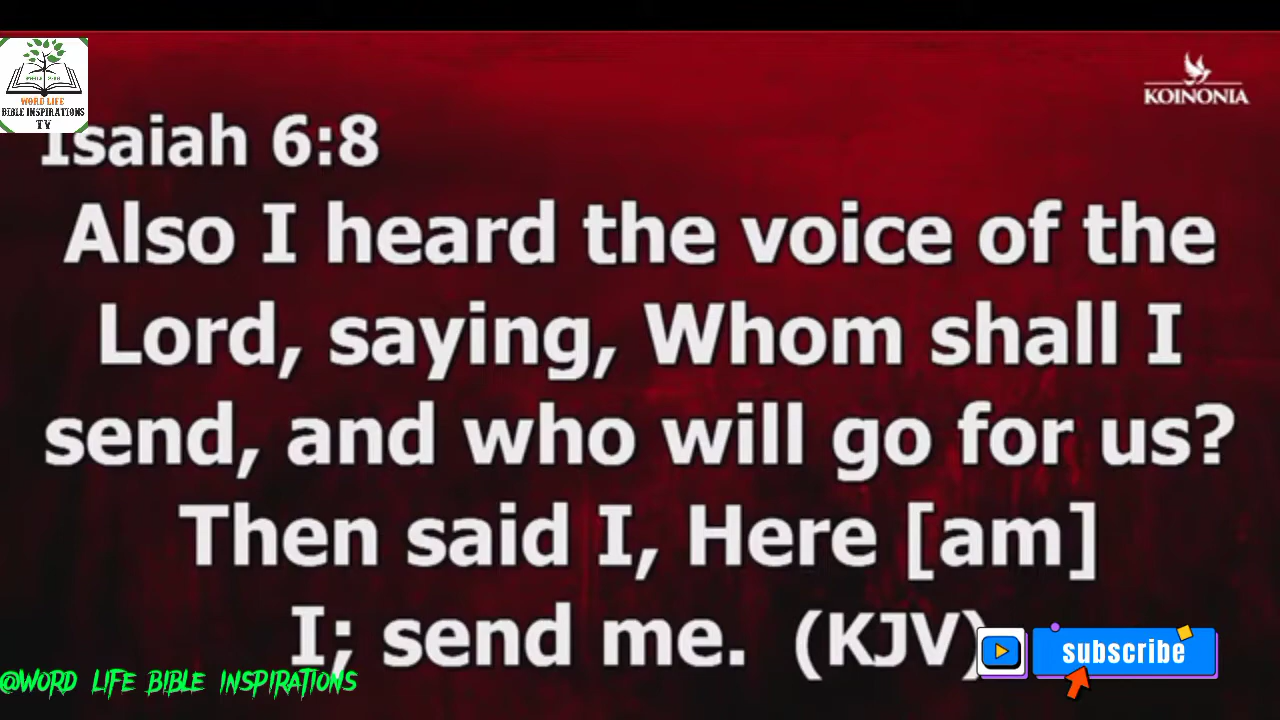 WORD LIFE
BIBLE INSPIRATIONS
TV
KOINONIA
Isaiah 6:8
Also I heard the voice of the
Lord, saying, Whom shall I
send, and who will go for us?
Then said I, Here [am]
I; send me. (KJV)
subscribe
@WORD LIFE BIBLE INSPIRATIONS